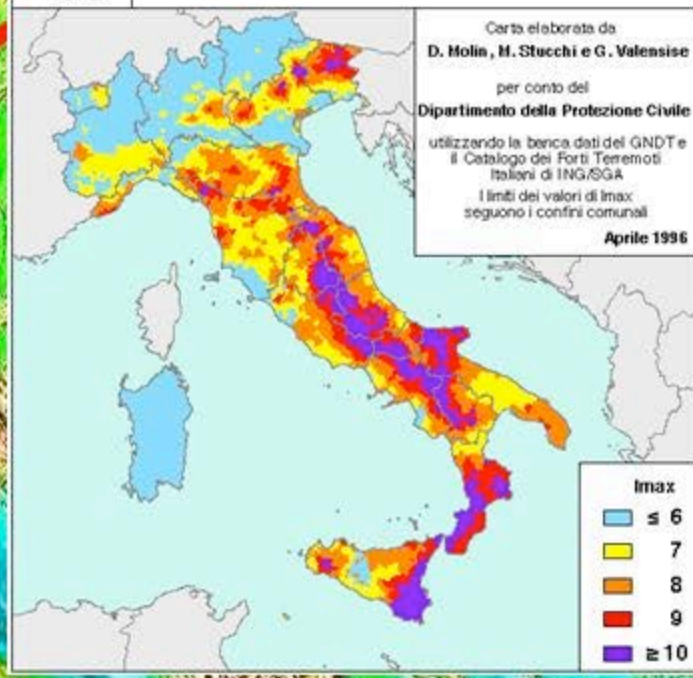 Carta elaborata da
D. Molin, M. Stucchi e G. Valensise
per conto del
Dipartimento della Protezione Civile
utilizzando la banca dati del GNDT e
il Catalogo dei Forti Terremoti
Italiani di ING/SGA
I limiti dei valori di Imax
seguono i confini comunali
Aprile 1996
Imax
≤ 6
7
8
9
≥ 10